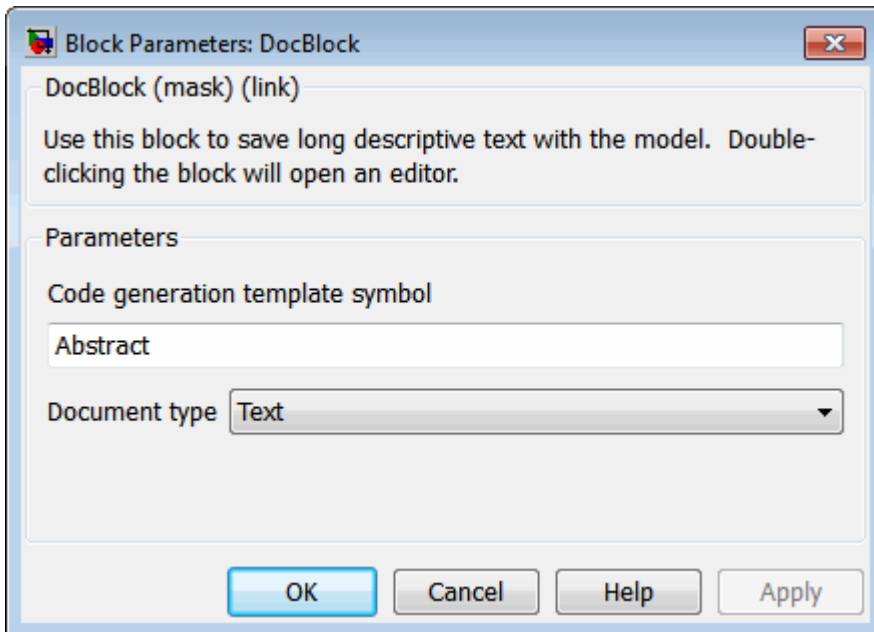 Block Parameters: DocBlock
DocBlock (mask) (link)
Use this block to save long descriptive text with the model.  Double-
clicking the block will open an editor.
Parameters
Code generation template symbol
Abstract
Document type Text
OK Cancel Help Apply